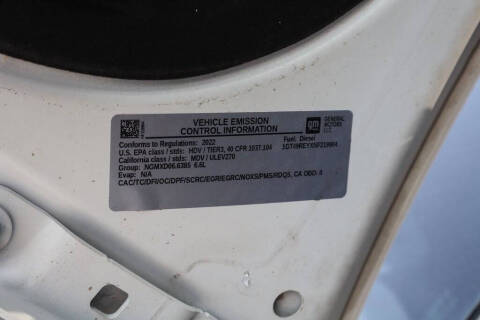 VEHICLE EMISSION
CONTROL INFORMATION
GM
GENERAL
MOTORS
LLC
Conforms to Regulations: 2022
Fuel: Diesel
U.S. EPA class / stds: HDV / TIER3, 40 CFR 1037.104
California class / stds: MDV / ULEV270
Group: NGMXD06.6385 6.6L
Evap: N/A
CAC/TC/DFI/OC/DPF/SCRC/EGR/EGRC/NOXS/PMS/RDQS, CA OBD: II